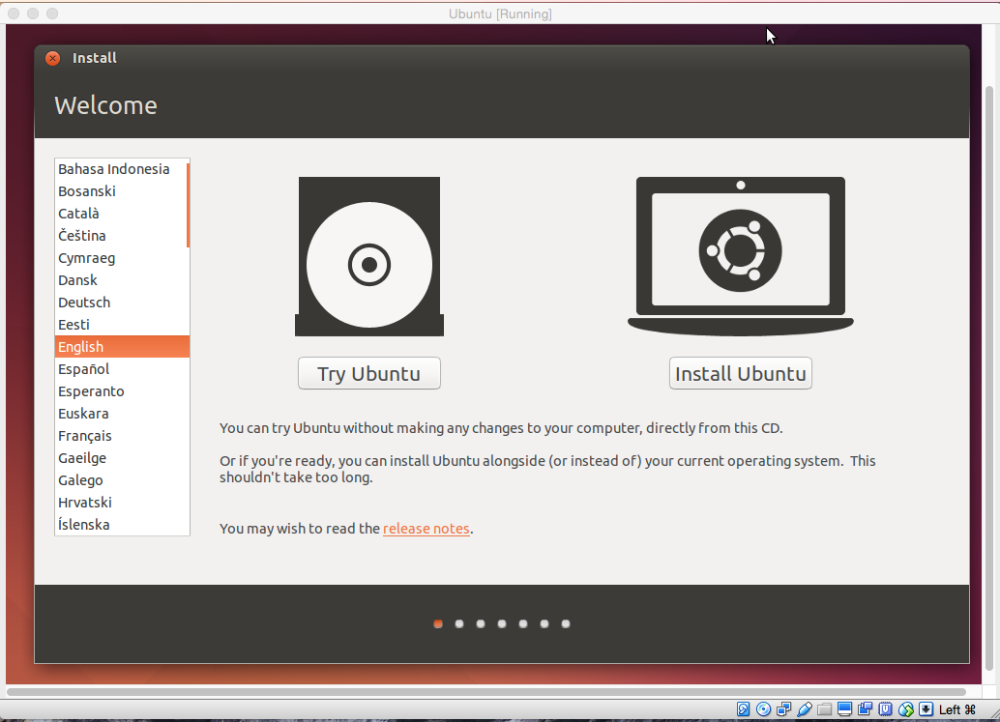 Ubuntu [Running]
Install
Welcome
Bahasa Indonesia
Bosanski
Català
Čeština
Cymraeg
Dansk
Deutsch
Eesti
English
Español
Esperanto
Euskara
Français
Gaeilge
Galego
Hrvatski
Íslenska
Try Ubuntu
Install Ubuntu
You can try Ubuntu without making any changes to your computer, directly from this CD.
Or if you're ready, you can install Ubuntu alongside (or instead of) your current operating system.  This
shouldn't take too long.
You may wish to read the release notes.
Left ⌘